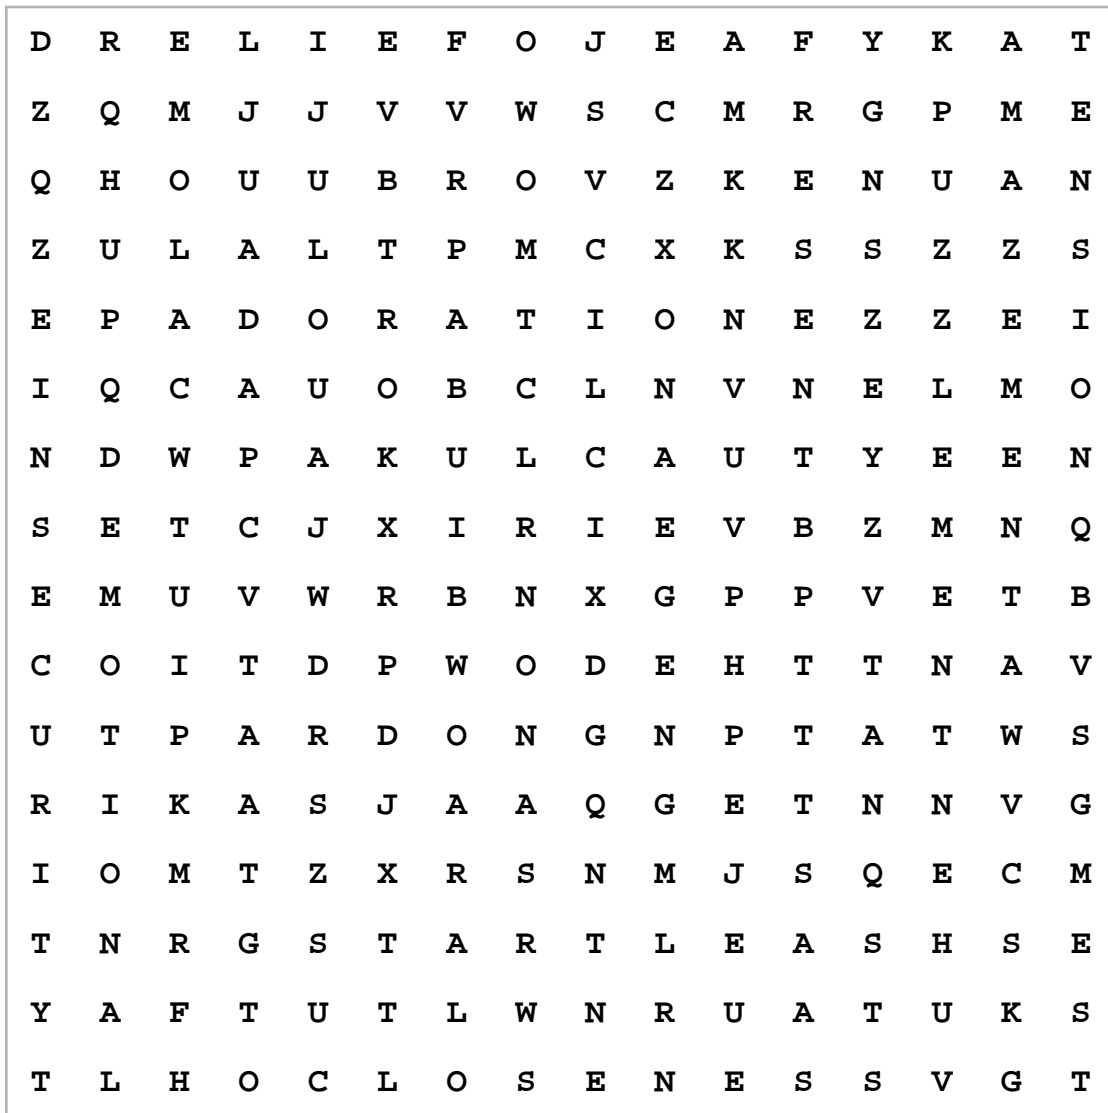 D R E L I E F O J E A F Y K A T
Z Q M J J V V W S C M R G P M E
Q H O U U B R O V Z K E N U A N
Z U L A L T P M C X K S S Z Z S
E P A D O R A T I O N E Z Z E I
I Q C A U O B C L N V N E L M O
N D W P A K U L C A U T Y E E N
S E T C J X I R I E V B Z M N Q
E M U V W R B N X G P P V E T B
C O I T D P W O D E H T T N A V
U T P A R D O N G N P T A T W S
R I K A S J A A Q G E T N N V G
I O M T Z X R S N M J S Q E C M
T N R G S T A R T L E A S H S E
Y A F T U T L W N R U A T U K S
T L H O C L O S E N E S S V G T